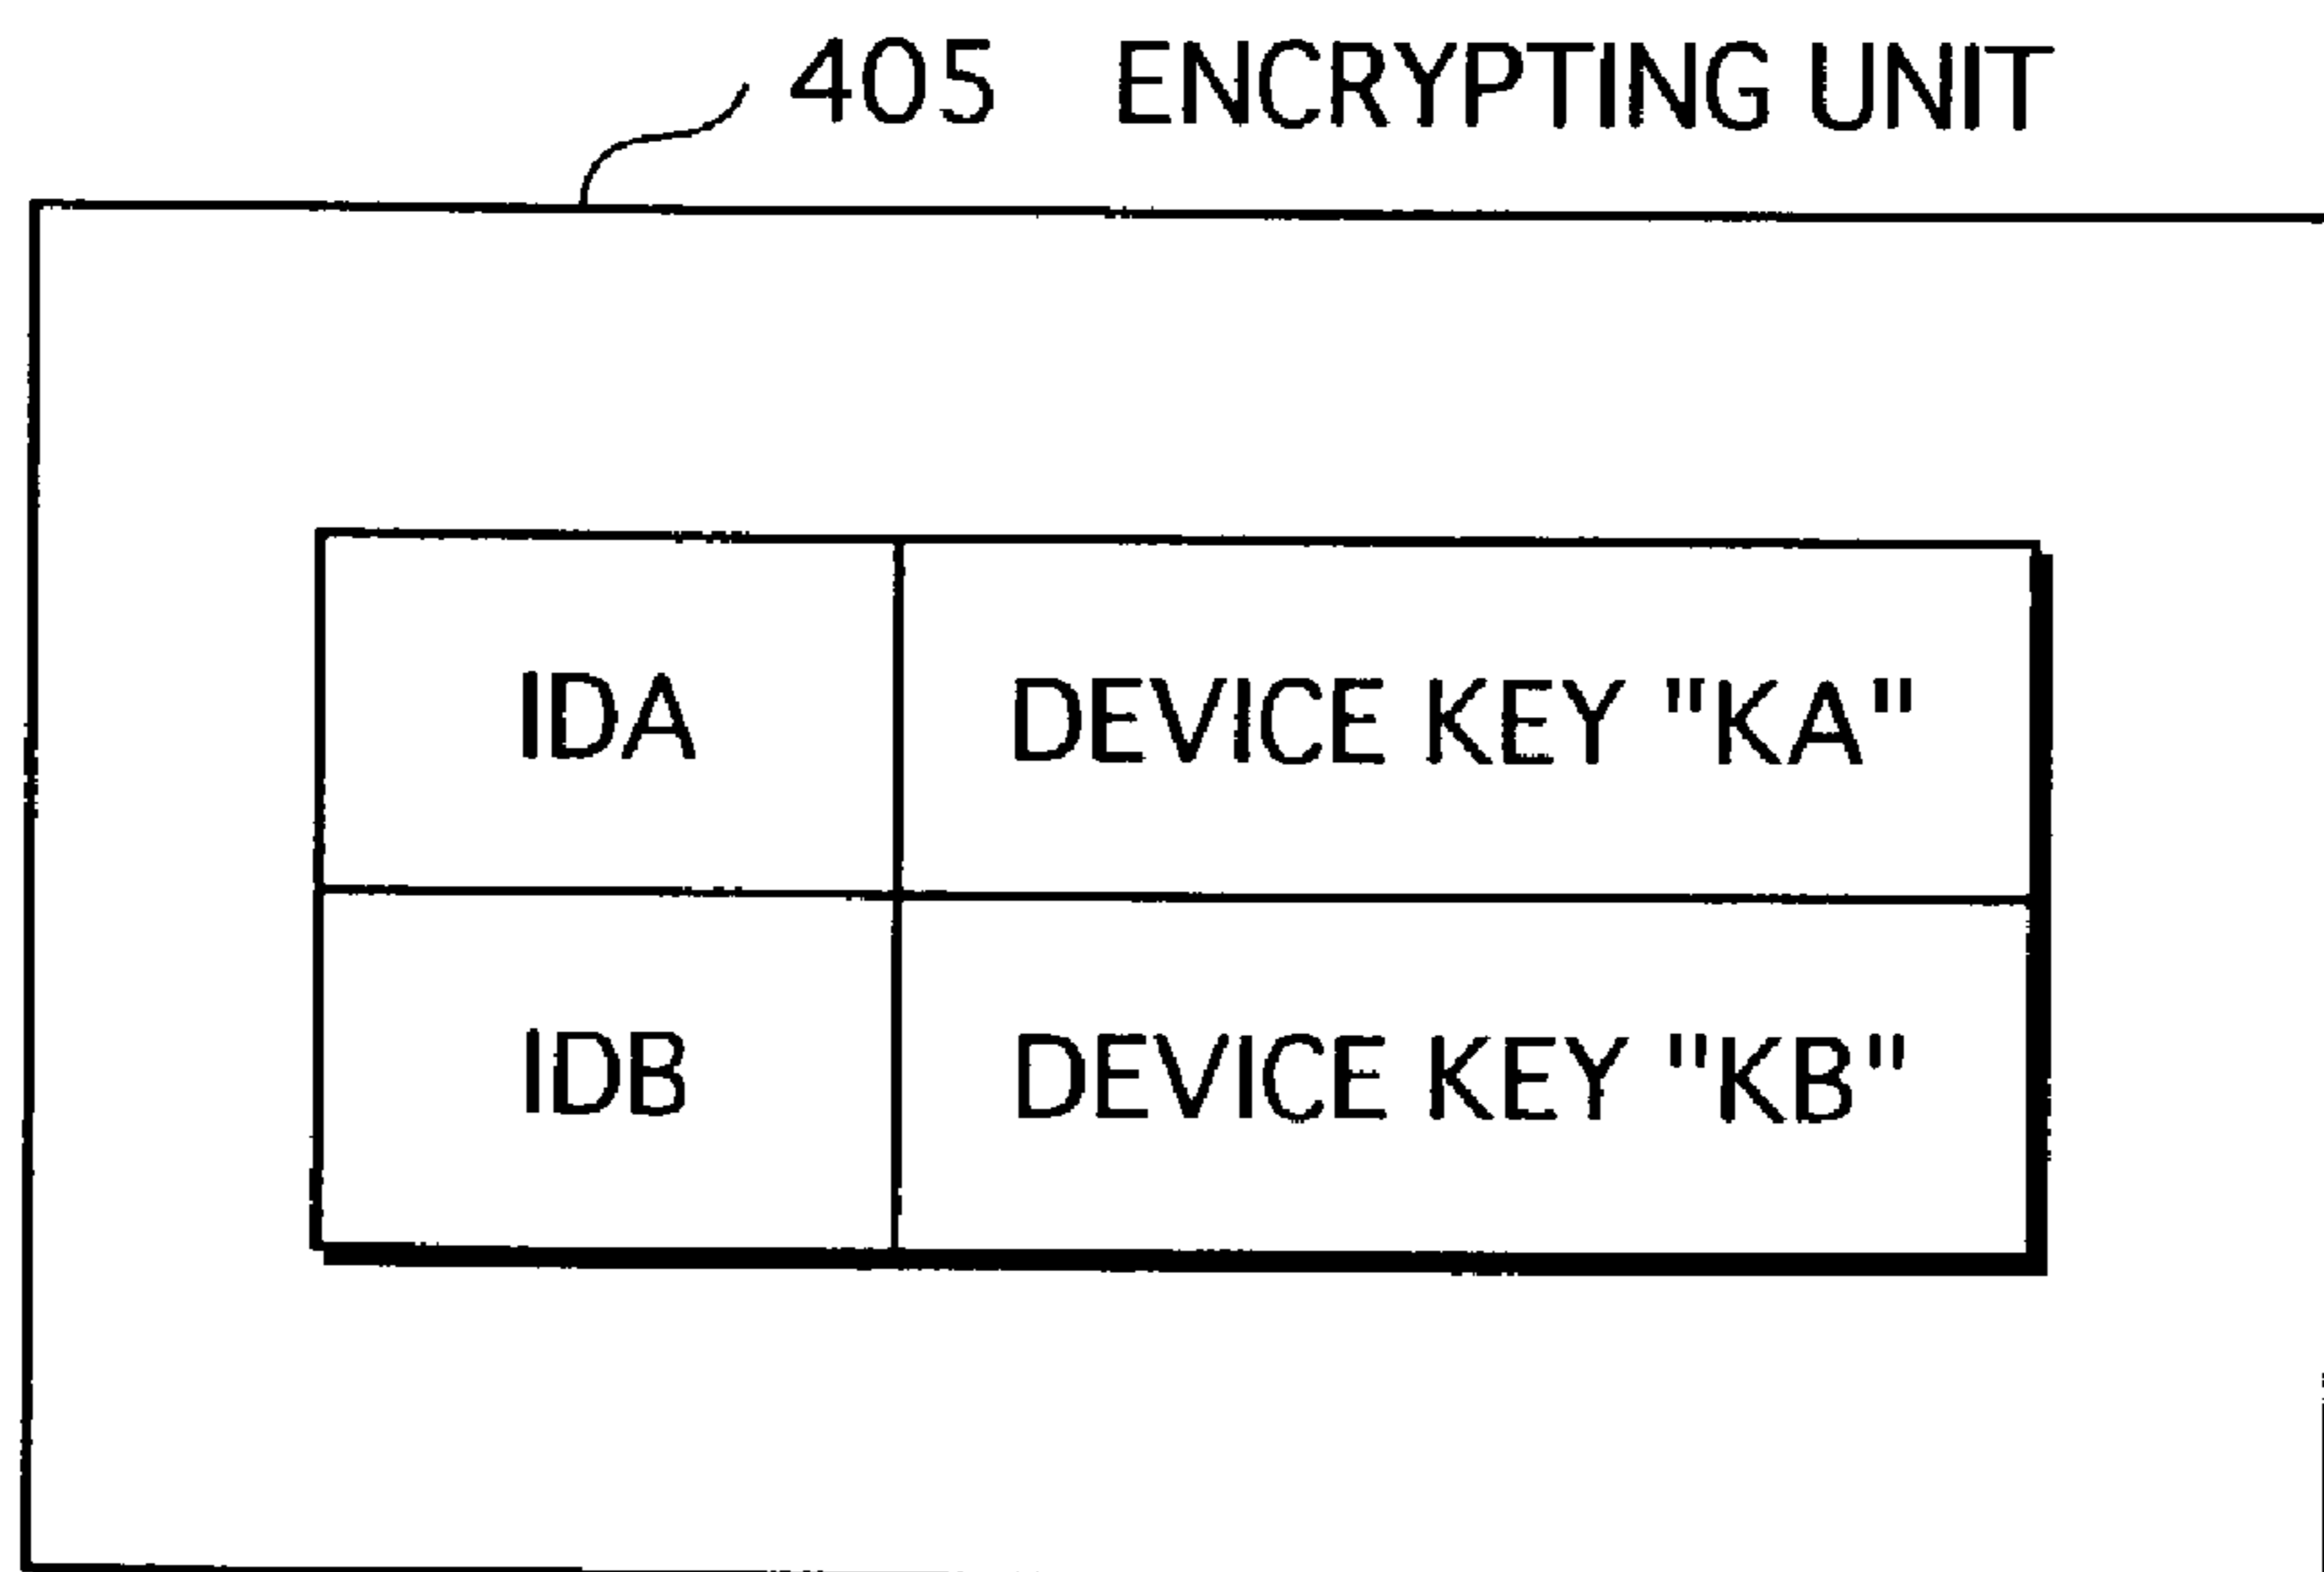 405 ENCRYPTING UNIT
IDA DEVICE KEY "KA"
IDB DEVICE KEY "KB"